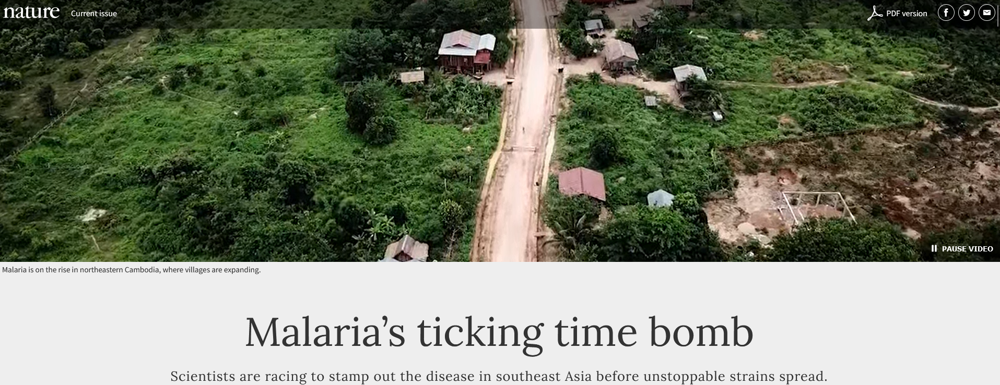 nature
Current issue
PDF version
PAUSE VIDEO
Malaria is on the rise in northeastern Cambodia, where villages are expanding.
Malaria’s ticking time bomb
Scientists are racing to stamp out the disease in southeast Asia before unstoppable strains spread.